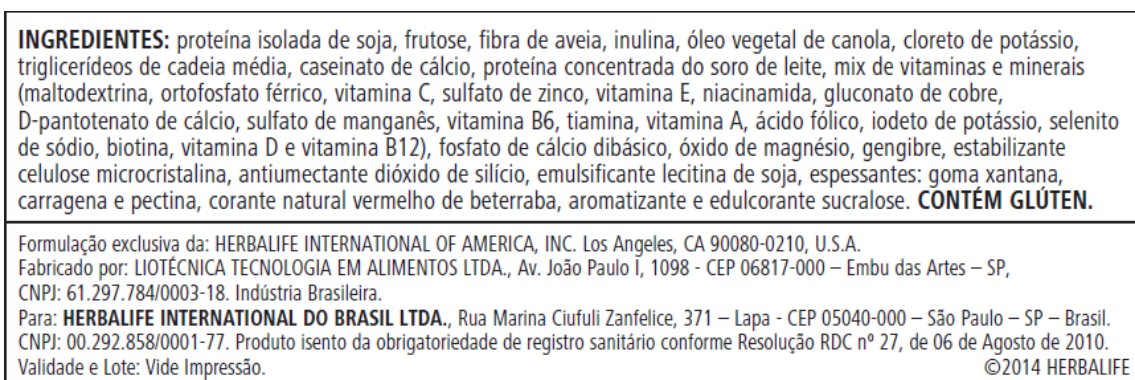 INGREDIENTES: proteína isolada de soja, frutose, fibra de aveia, inulina, óleo vegetal de canola, cloreto de potássio,
triglicerídeos de cadeia média, caseinato de cálcio, proteína concentrada do soro de leite, mix de vitaminas e minerais
(maltodextrina, ortofosfato férrico, vitamina C, sulfato de zinco, vitamina E, niacinamida, gluconato de cobre,
D-pantotenato de cálcio, sulfato de manganês, vitamina B6, tiamina, vitamina A, ácido fólico, iodeto de potássio, selenito
de sódio, biotina, vitamina D e vitamina B12), fosfato de cálcio dibásico, óxido de magnésio, gengibre, estabilizante
celulose microcristalina, antiumectante dióxido de silício, emulsificante lecitina de soja, espessantes: goma xantana,
carragena e pectina, corante natural vermelho de beterraba, aromatizante e edulcorante sucralose. CONTÉM GLÚTEN.
Formulação exclusiva da: HERBALIFE INTERNATIONAL OF AMERICA, INC. Los Angeles, CA 90080-0210, U.S.A.
Fabricado por: LIOTÉCNICA TECNOLOGIA EM ALIMENTOS LTDA., Av. João Paulo I, 1098 - CEP 06817-000 – Embu das Artes – SP,
CNPJ: 61.297.784/0003-18. Indústria Brasileira.
Para: HERBALIFE INTERNATIONAL DO BRASIL LTDA., Rua Marina Ciufuli Zanfelice, 371 – Lapa - CEP 05040-000 – São Paulo – SP – Brasil.
CNPJ: 00.292.858/0001-77. Produto isento da obrigatoriedade de registro sanitário conforme Resolução RDC nº 27, de 06 de Agosto de 2010.
Validade e Lote: Vide Impressão. ©2014 HERBALIFE